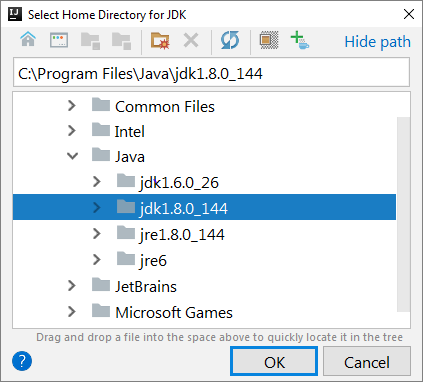 IJ Select Home Directory for JDK
Hide path
C:\Program Files\Java\jdk1.8.0_144
Common Files
Intel
Java
jdk1.6.0_26
jdk1.8.0_144
jre1.8.0_144
jre6
JetBrains
Microsoft Games
Drag and drop a file into the space above to quickly locate it in the tree
? OK Cancel